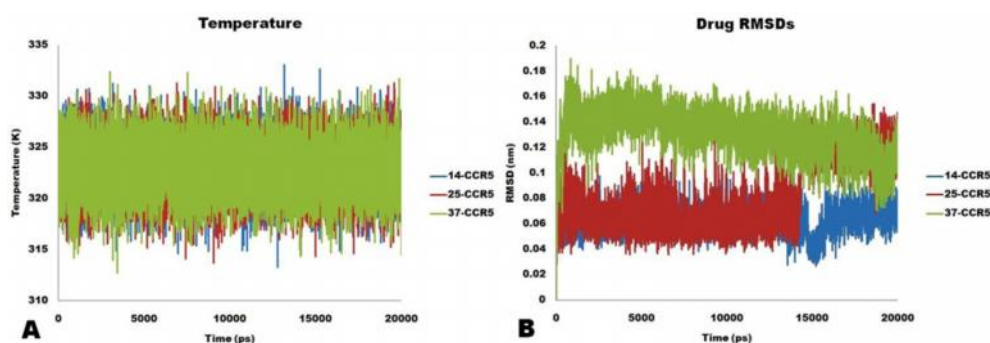 Temperature
335
330
325
320
315
310
Temperature (K)
0 5000 10000 15000 20000
Time (ps)
14-CCR5
25-CCR5
37-CCR5
A
Drug RMSDs
0.2
0.18
0.16
0.14
0.12
0.1
0.08
0.06
0.04
0.02
0
RMSD (nm)
0 5000 10000 15000 20000
Time (ps)
14-CCR5
25-CCR5
37-CCR5
B